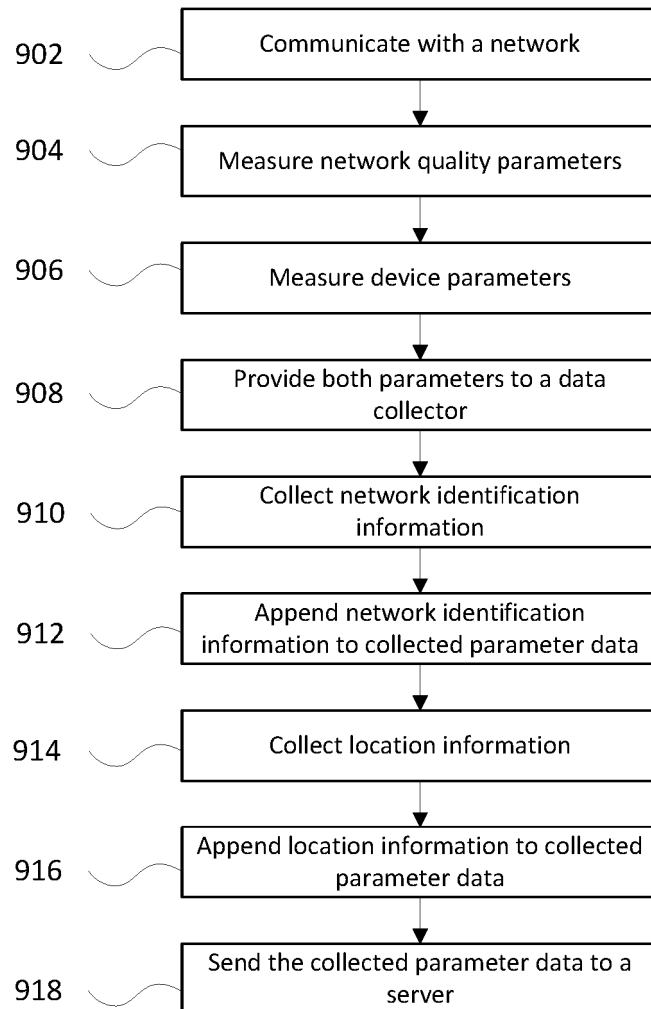 902
Communicate with a network
904
Measure network quality parameters
906
Measure device parameters
908
Provide both parameters to a data
collector
910
Collect network identification
information
912
Append network identification
information to collected parameter data
914
Collect location information
916
Append location information to collected
parameter data
918
Send the collected parameter data to a
server